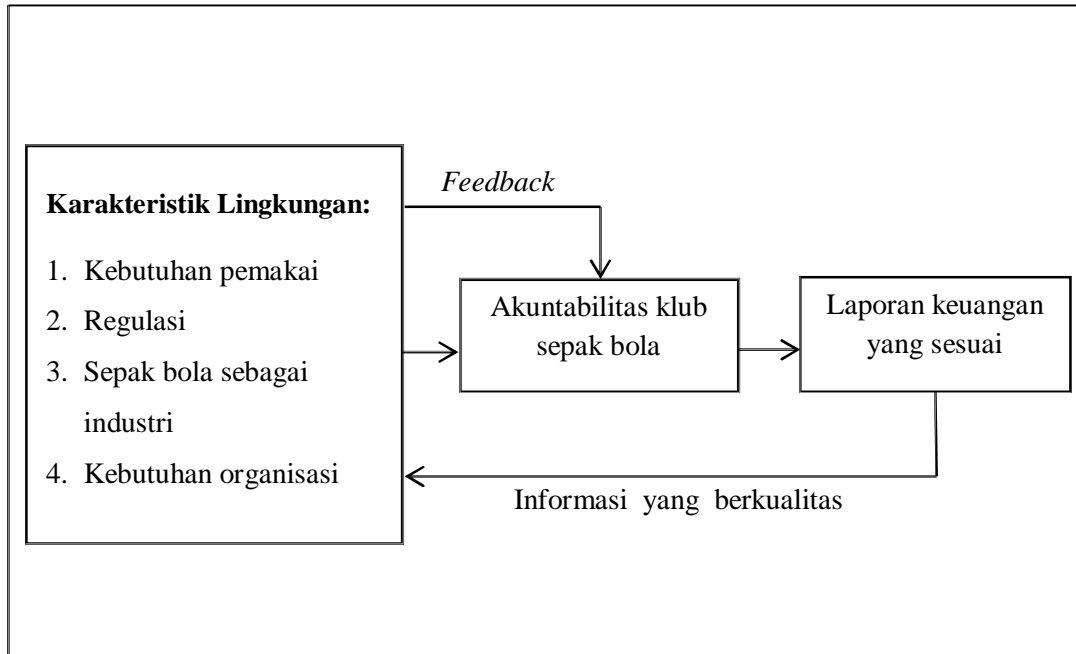 Karakteristik Lingkungan:
1. Kebutuhan pemakai
2. Regulasi
3. Sepak bola sebagai
industri
4. Kebutuhan organisasi
Feedback
Akuntabilitas klub
sepak bola
Laporan keuangan
yang sesuai
Informasi yang berkualitas